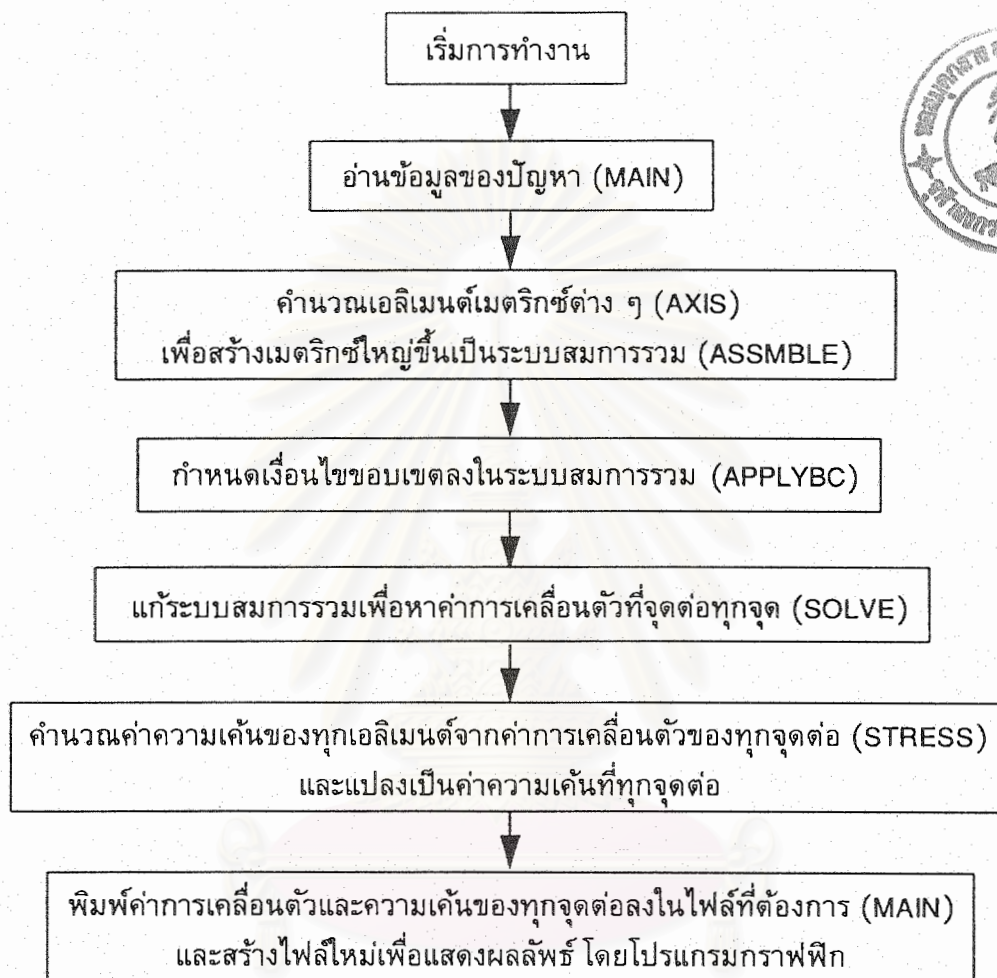 เริ่มการทำงาน
อ่านข้อมูลของปัญหา (MAIN)
คำนวณเอลิเมนต์เมตริกซ์ต่าง ๆ (AXIS)
เพื่อสร้างเมตริกซ์ใหญ่ขึ้นเป็นระบบสมการรวม (ASSMBLE)
กำหนดเงื่อนไขขอบเขตลงในระบบสมการรวม (APPLYBC)
แก้ระบบสมการรวมเพื่อหาค่าการเคลื่อนตัวที่จุดต่อทุกจุด (SOLVE)
คำนวณค่าความเค้นของทุกเอลิเมนต์จากค่าการเคลื่อนตัวของทุกจุดต่อ (STRESS)
และแปลงเป็นค่าความเค้นที่ทุกจุดต่อ
พิมพ์ค่าการเคลื่อนตัวและความเค้นของทุกจุดต่อลงในไฟล์ที่ต้องการ (MAIN)
และสร้างไฟล์ใหม่เพื่อแสดงผลลัพธ์ โดยโปรแกรมกราฟฟิก